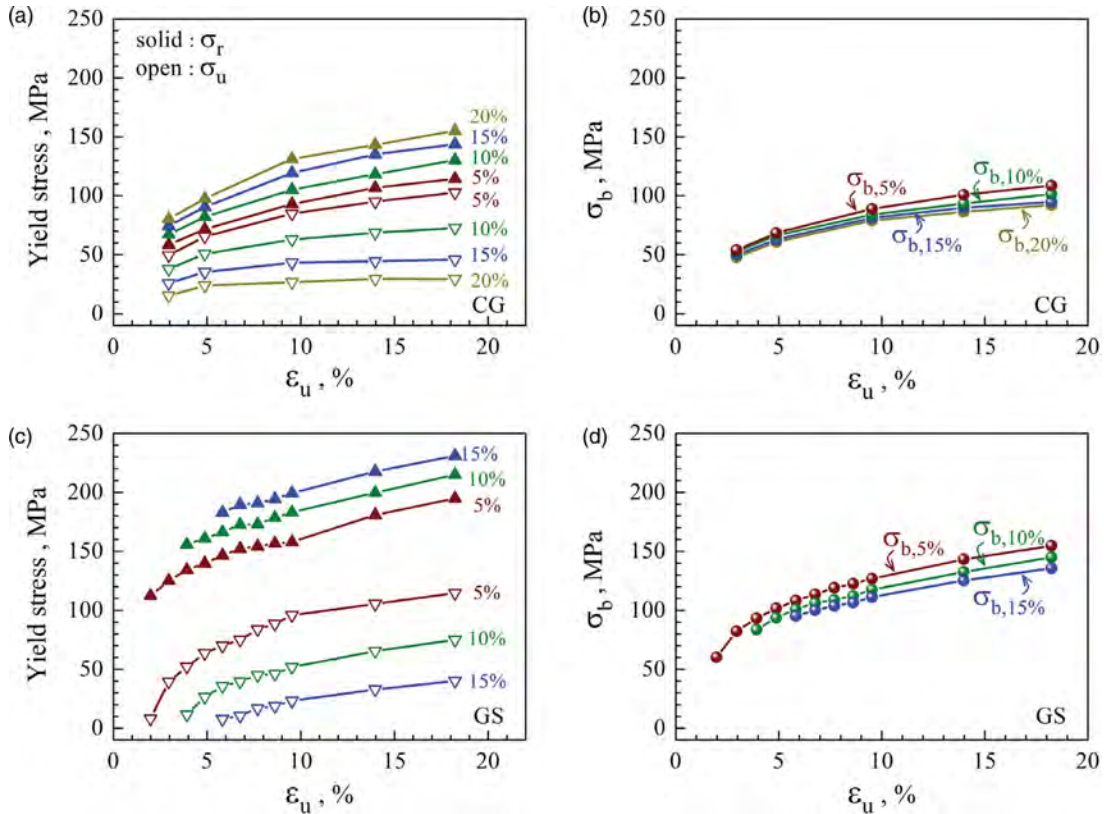 (a)
250
200
150
100
50
0
Yield stress , MPa
solid : σr
open : σu
20%
15%
10%
5%
5%
10%
15%
20%
CG
0 5 10 15 20
εu , %
(b)
250
200
150
100
50
0
σb, MPa
σb,5%
σb,10%
σb,15%
σb,20%
CG
0 5 10 15 20
εu , %
(c)
250
200
150
100
50
0
Yield stress , MPa
15%
10%
5%
5%
10%
15%
GS
0 5 10 15 20
εu , %
(d)
250
200
150
100
50
0
σb, MPa
σb,5%
σb,10%
σb,15%
GS
0 5 10 15 20
εu , %